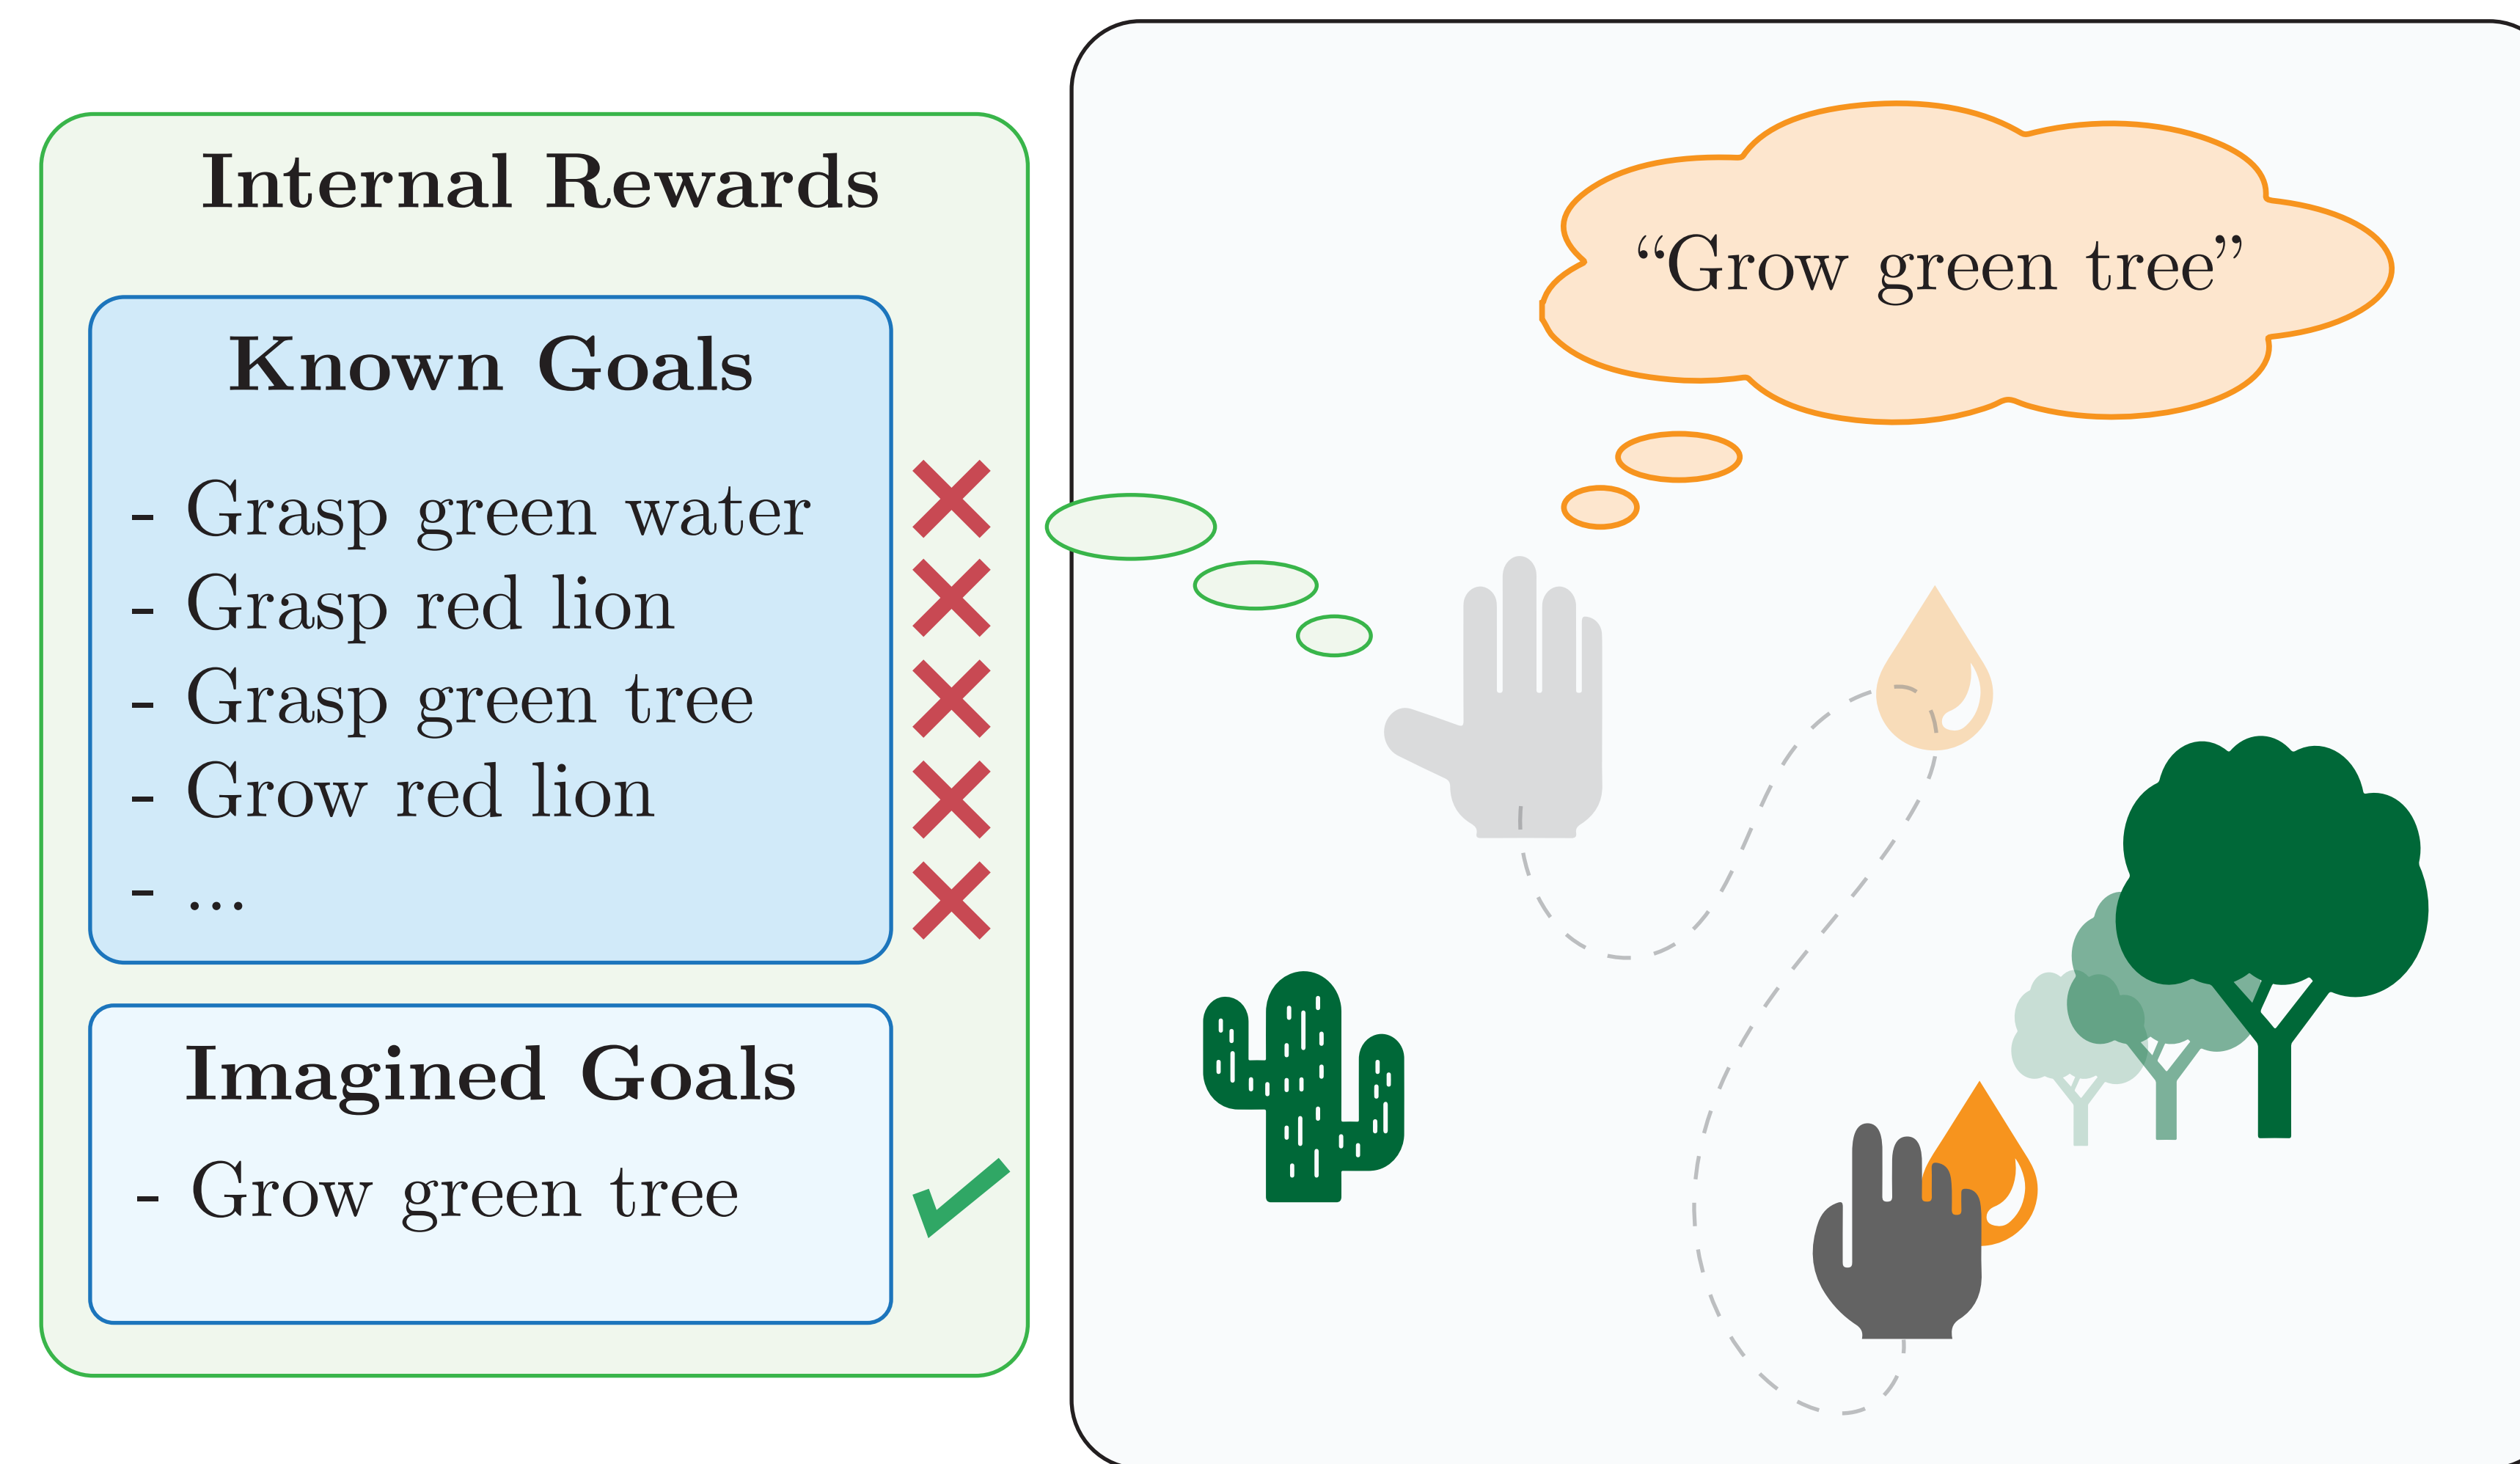 Internal Rewards
Known Goals
- Grasp green water
- Grasp red lion
- Grasp green tree
- Grow red lion
- ...
Imagined Goals
- Grow green tree
“Grow green tree”